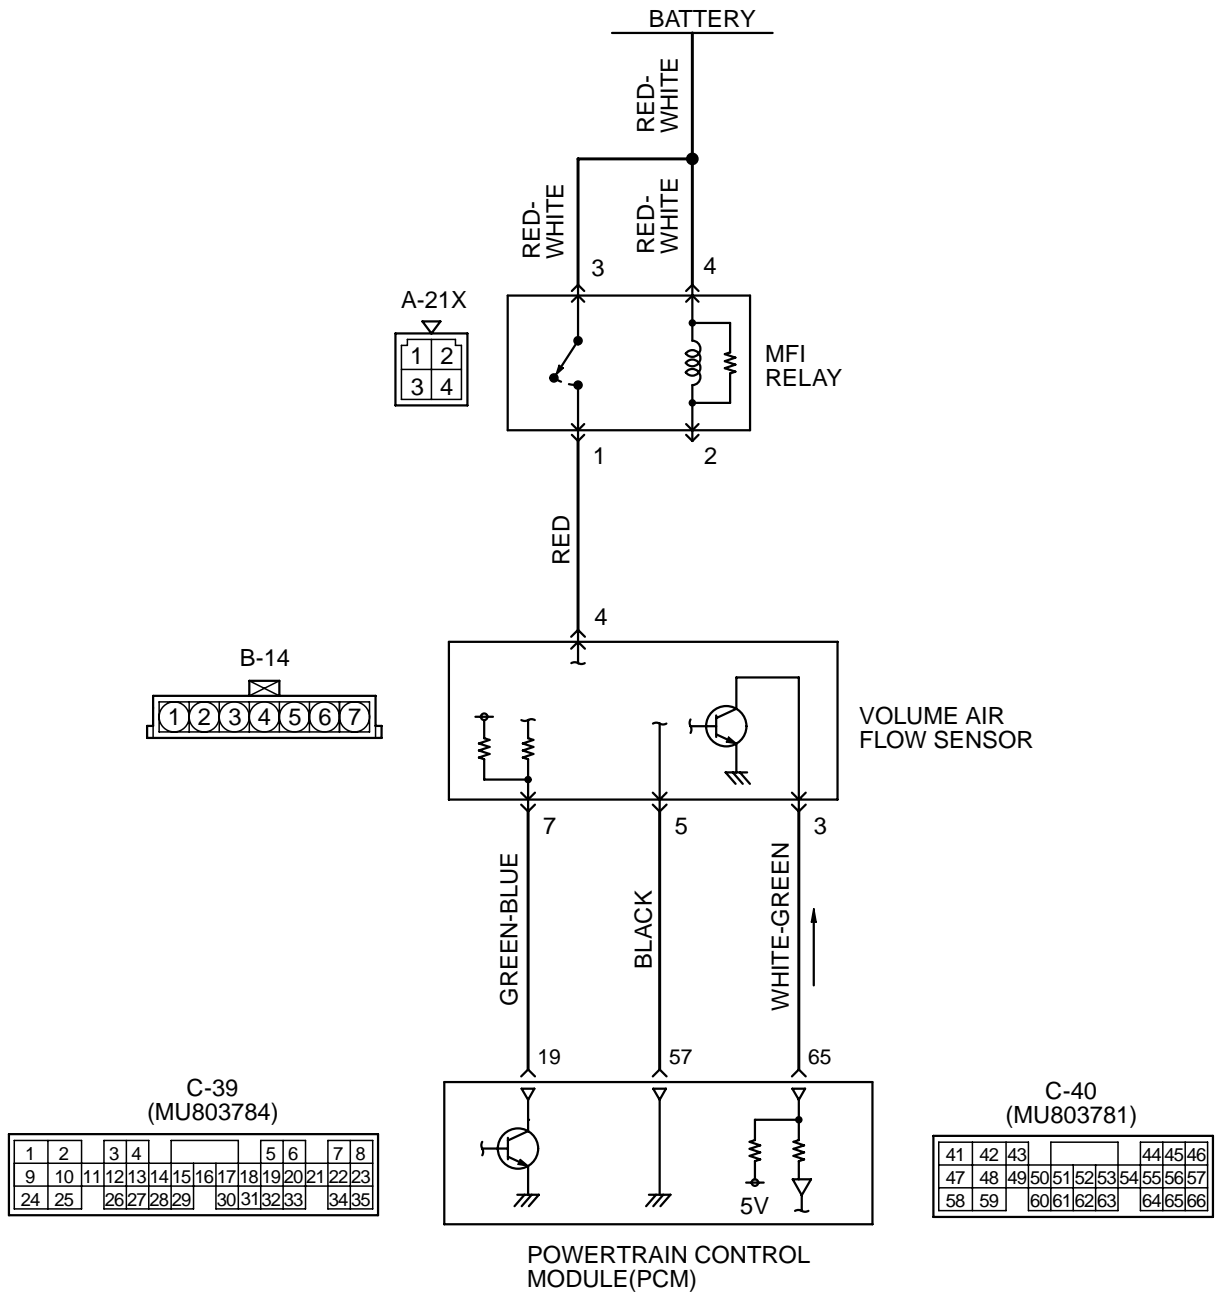 BATTERY
RED-
WHITE
RED-
WHITE
RED-
WHITE
3
4
A-21X
1 2
3 4
MFI
RELAY
1
2
RED
4
B-14
1 2 3 4 5 6 7
VOLUME AIR
FLOW SENSOR
7
5
3
GREEN-BLUE
BLACK
WHITE-GREEN
19
57
65
C-39
(MU803784)
1 2 3 4 5 6 7 8
9 10 11 12 13 14 15 16 17 18 19 20 21 22 23
24 25 26 27 28 29 30 31 32 33 34 35
5V
C-40
(MU803781)
41 42 43 44 45 46
47 48 49 50 51 52 53 54 55 56 57
58 59 60 61 62 63 64 65 66
POWERTRAIN CONTROL
MODULE(PCM)